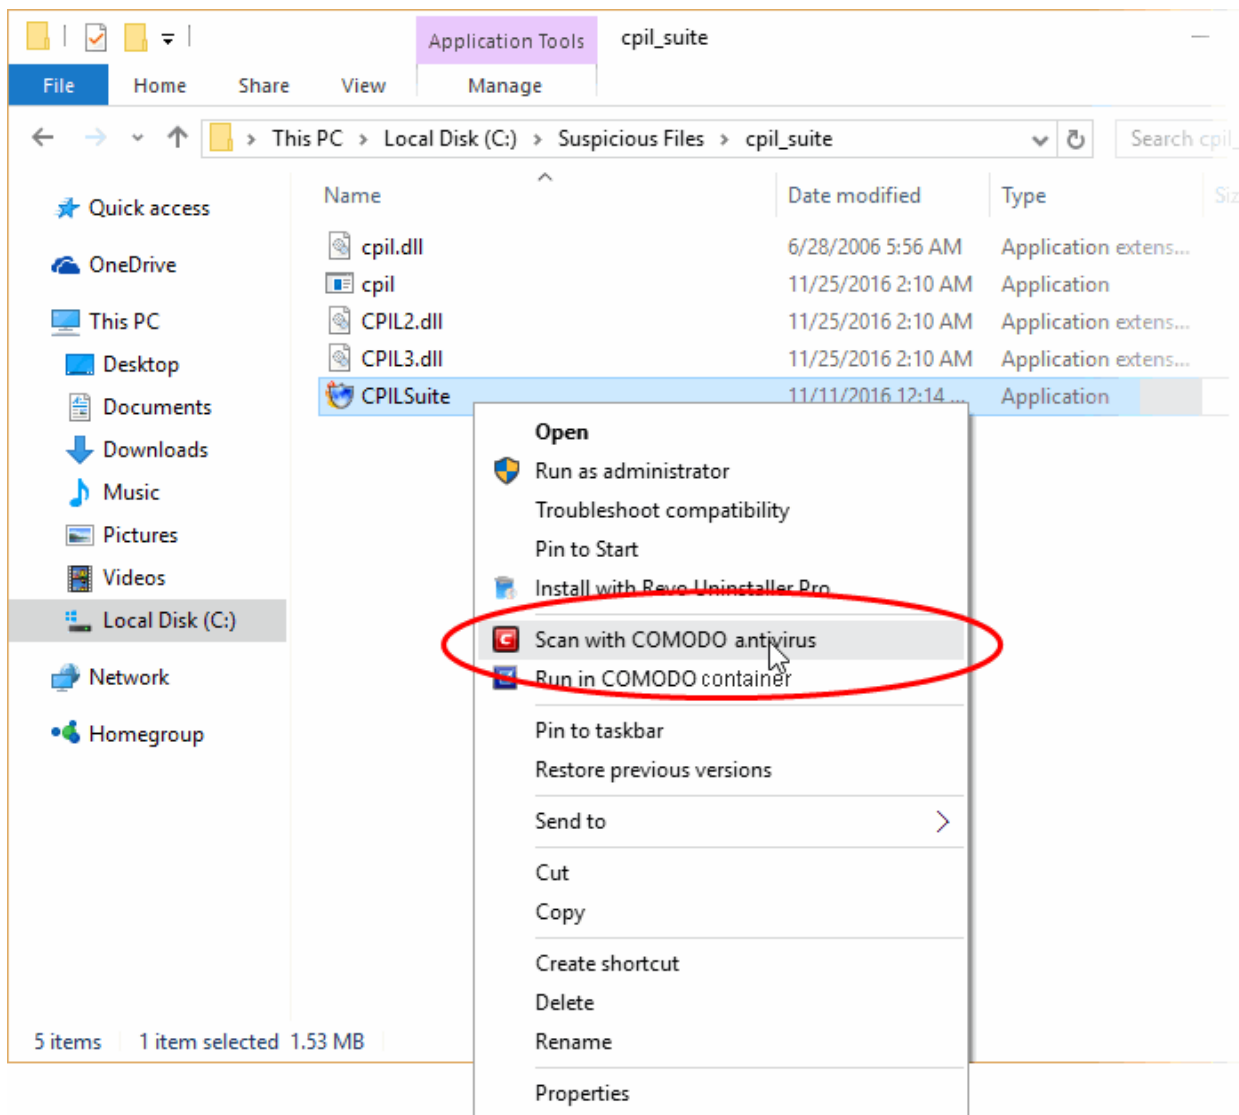 Application Tools cpil_suite
File Home Share View Manage
This PC > Local Disk (C:) > Suspicious Files > cpil_suite Search cpil_
Quick access
OneDrive
This PC
Desktop
Documents
Downloads
Music
Pictures
Videos
Local Disk (C:)
Network
Homegroup
Name Date modified Type Siz
cpil.dll 6/28/2006 5:56 AM Application extens...
cpil 11/25/2016 2:10 AM Application
CPIL2.dll 11/25/2016 2:10 AM Application extens...
CPIL3.dll 11/25/2016 2:10 AM Application extens...
CPILSuite 11/11/2016 12:14 ... Application
Open
Run as administrator
Troubleshoot compatibility
Pin to Start
Install with Revo Uninstaller Pro
Scan with COMODO antivirus
Run in COMODO container
Pin to taskbar
Restore previous versions
Send to
Cut
Copy
Create shortcut
Delete
Rename
Properties
5 items 1 item selected 1.53 MB